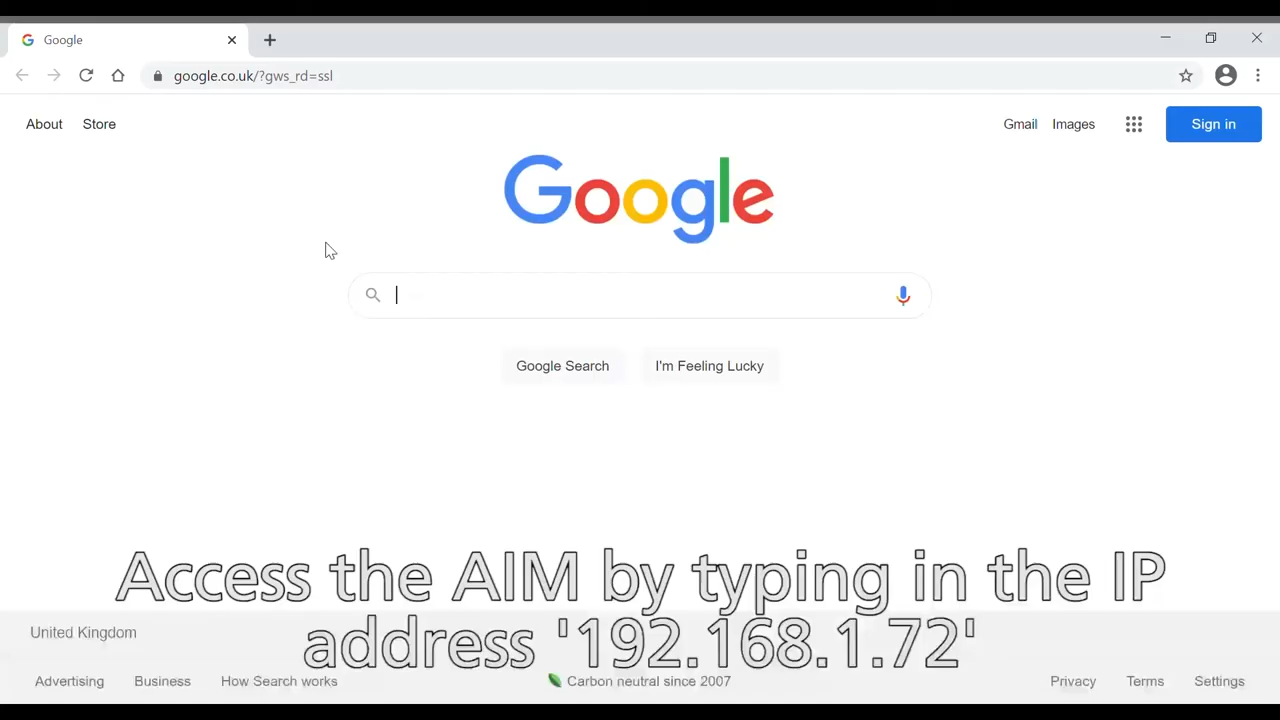 Google
google.co.uk/?gws_rd=ssl
About Store Gmail Images Sign in
Google
Google Search I'm Feeling Lucky
Access the AIM by typing in the IP
address '192.168.1.72'
United Kingdom
Advertising Business How Search works Carbon neutral since 2007 Privacy Terms Settings